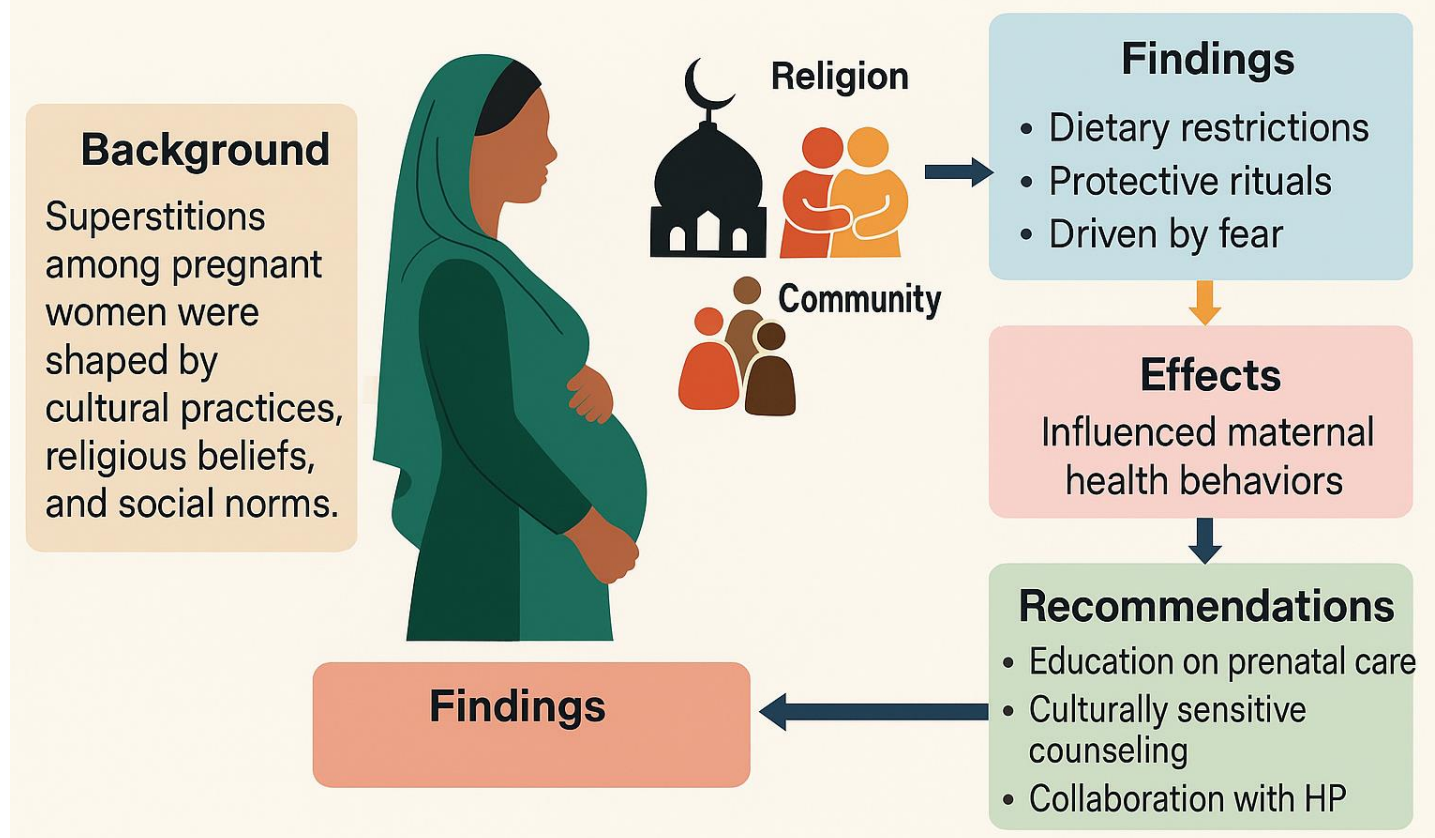 Background
Superstitions
among pregnant
women were
shaped by
cultural practices,
religious beliefs,
and social norms.
Religion
Community
Findings
• Dietary restrictions
• Protective rituals
• Driven by fear
Effects
Influenced maternal
health behaviors
Recommendations
• Education on prenatal care
• Culturally sensitive
counseling
• Collaboration with HP
Findings